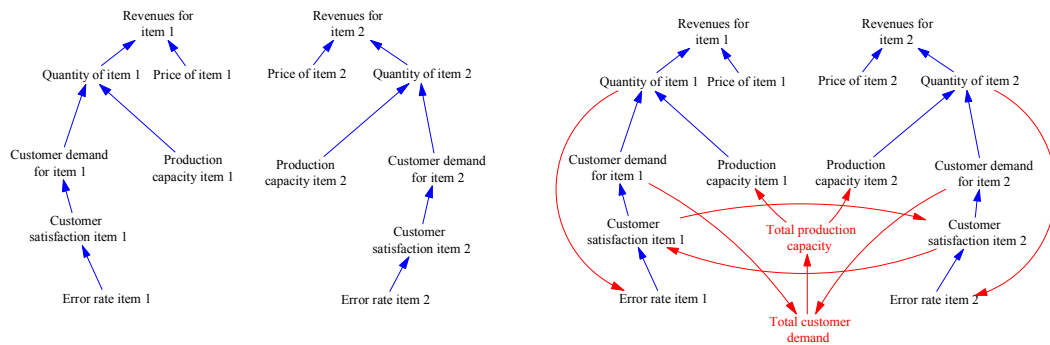 Revenues for
item 1
Quantity of item 1
Price of item 1
Customer demand
for item 1
Production
capacity item 1
Customer
satisfaction item 1
Error rate item 1
Revenues for
item 2
Price of item 2
Quantity of item 2
Production
capacity item 2
Customer demand
for item 2
Customer
satisfaction item 2
Error rate item 2
Revenues for
item 1
Quantity of item 1
Price of item 1
Customer demand
for item 1
Production
capacity item 1
Customer
satisfaction item 1
Error rate item 1
Revenues for
item 2
Price of item 2
Quantity of item 2
Production
capacity item 2
Customer demand
for item 2
Customer
satisfaction item 2
Error rate item 2
Total production
capacity
Total customer
demand